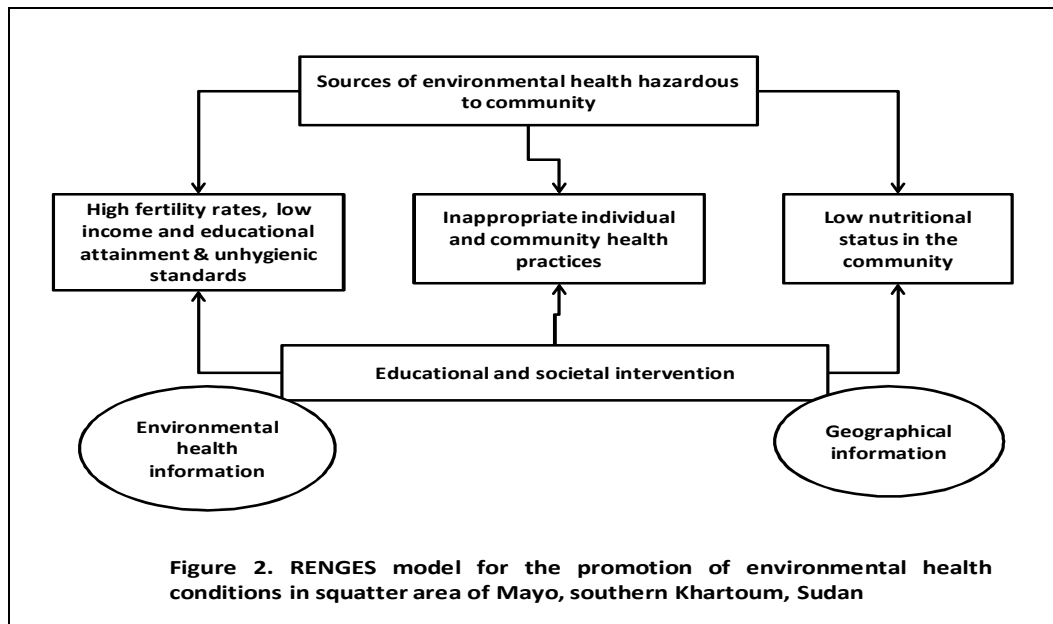 Sources of environmental health hazardous
to community
High fertility rates, low
income and educational
attainment & unhygienic
standards
Inappropriate individual
and community health
practices
Low nutritional
status in the
community
Educational and societal intervention
Environmental
health
information
Geographical
information
Figure 2. RENGES model for the promotion of environmental health
conditions in squatter area of Mayo, southern Khartoum, Sudan